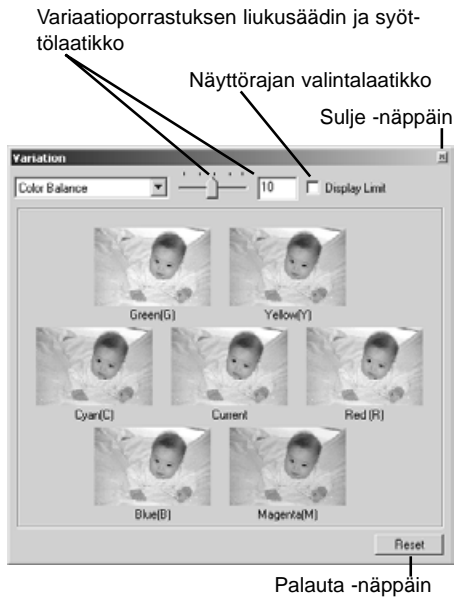 Variaatioporrastuksen liukusäädin ja syöt-
tölaatikko
Näyttörajan valintalaatikko
Sulje -näppäin
Variation
Color Balance 10 Display Limit
Green(G) Yellow(Y)
Cyan(C) Current Red (R)
Blue(B) Magenta(M)
Reset
Palauta -näppäin